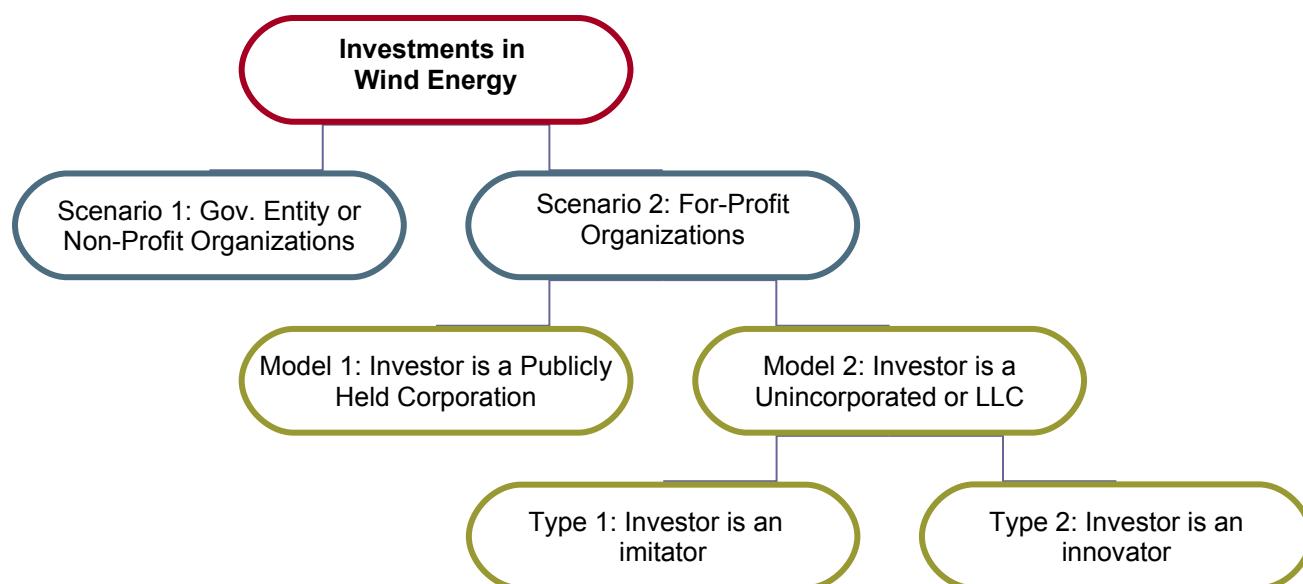 Investments in
Wind Energy
Scenario 1: Gov. Entity or
Non-Profit Organizations
Scenario 2: For-Profit
Organizations
Model 1: Investor is a Publicly
Held Corporation
Model 2: Investor is a
Unincorporated or LLC
Type 1: Investor is an
imitator
Type 2: Investor is an
innovator